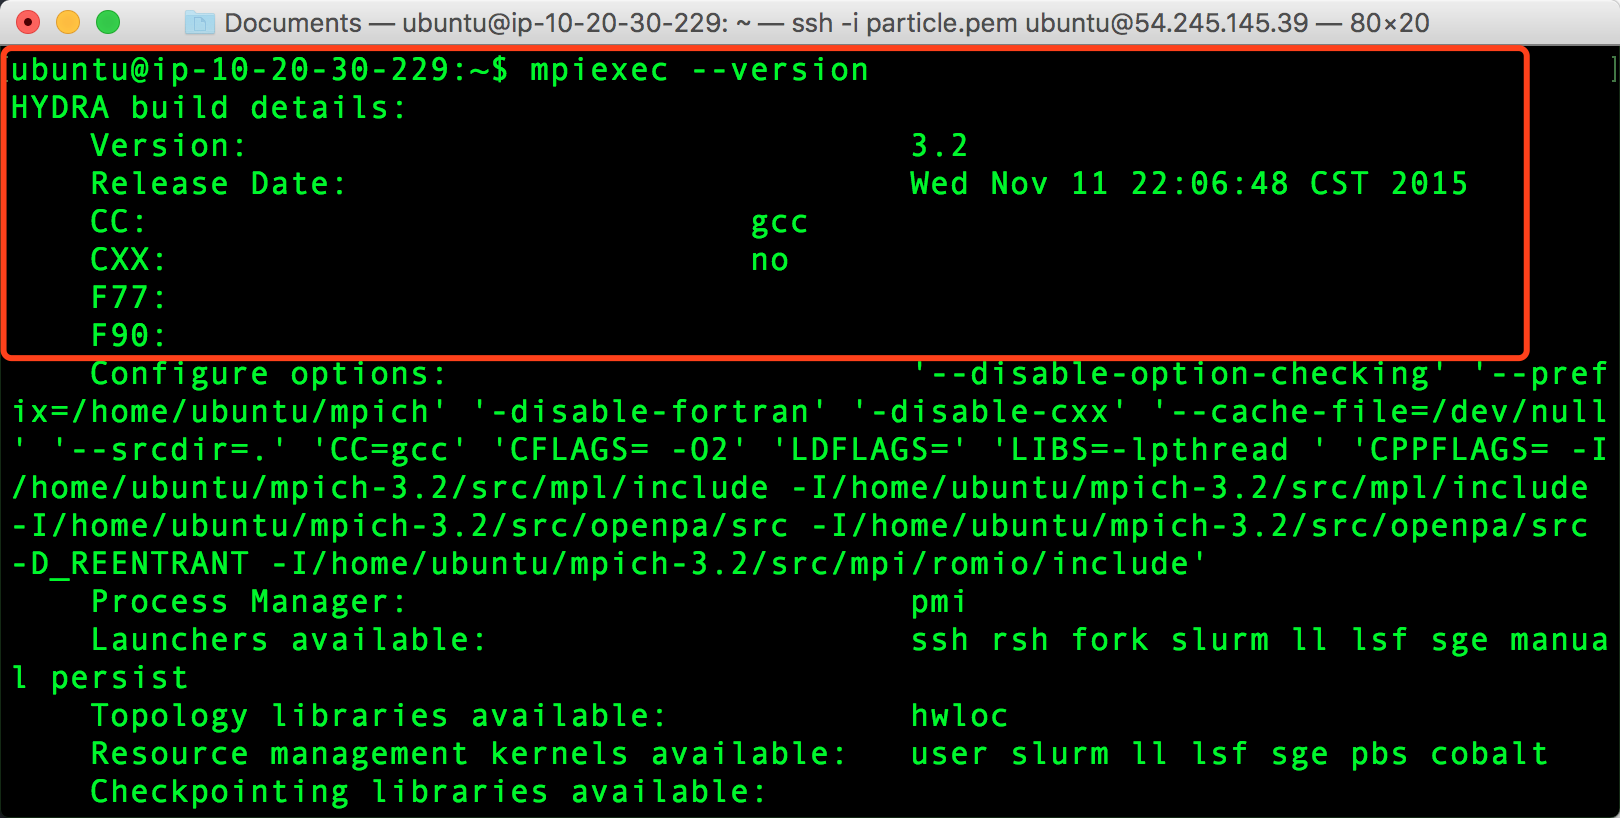 Documents — ubuntu@ip-10-20-30-229: ~ — ssh -i particle.pem ubuntu@54.245.145.39 — 80×20
[ubuntu@ip-10-20-30-229:~$ mpiexec --version ]
HYDRA build details:
    Version:                                 3.2
    Release Date:                            Wed Nov 11 22:06:48 CST 2015
    CC:                              gcc
    CXX:                             no
    F77:
    F90:
    Configure options:                       '--disable-option-checking' '--pref
ix=/home/ubuntu/mpich' '-disable-fortran' '-disable-cxx' '--cache-file=/dev/null
' '--srcdir=.' 'CC=gcc' 'CFLAGS= -O2' 'LDFLAGS=' 'LIBS=-lpthread ' 'CPPFLAGS= -I
/home/ubuntu/mpich-3.2/src/mpl/include -I/home/ubuntu/mpich-3.2/src/mpl/include
-I/home/ubuntu/mpich-3.2/src/openpa/src -I/home/ubuntu/mpich-3.2/src/openpa/src
-D_REENTRANT -I/home/ubuntu/mpich-3.2/src/mpi/romio/include'
    Process Manager:                         pmi
    Launchers available:                     ssh rsh fork slurm ll lsf sge manua
l persist
    Topology libraries available:            hwloc
    Resource management kernels available:   user slurm ll lsf sge pbs cobalt
    Checkpointing libraries available: